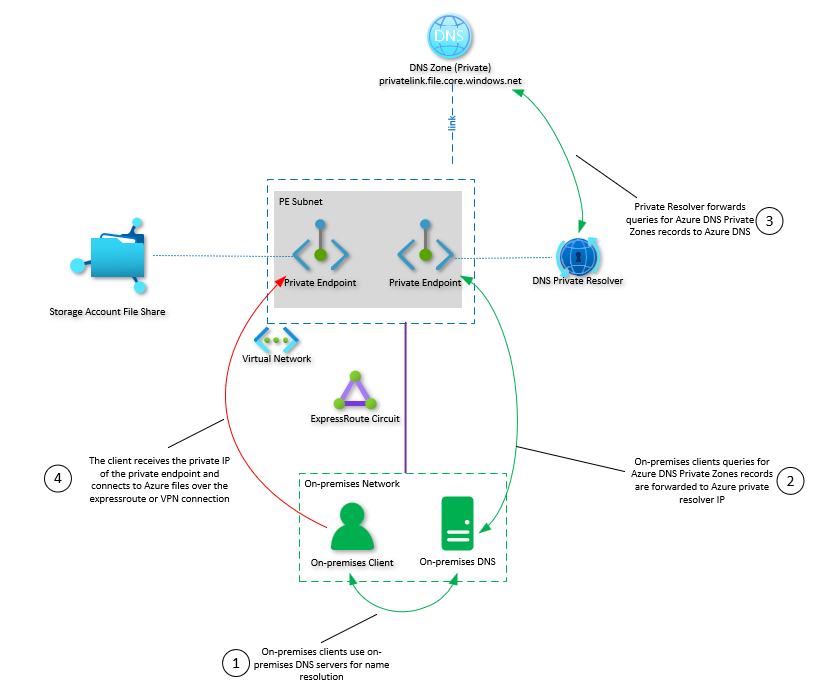 DNS
DNS Zone (Private)
privatelink.file.core.windows.net
link
PE Subnet
Private Endpoint
Private Endpoint
Private Resolver forwards
queries for Azure DNS Private
Zones records to Azure DNS
3
DNS Private Resolver
Storage Account File Share
Virtual Network
ExpressRoute Circuit
4
The client receives the private IP
of the private endpoint and
connects to Azure files over the
expressroute or VPN connection
On-premises clients queries for
Azure DNS Private Zones records
are forwarded to Azure private
resolver IP
2
On-premises Network
On-premises Client
On-premises DNS
1
On-premises clients use on-
premises DNS servers for name
resolution